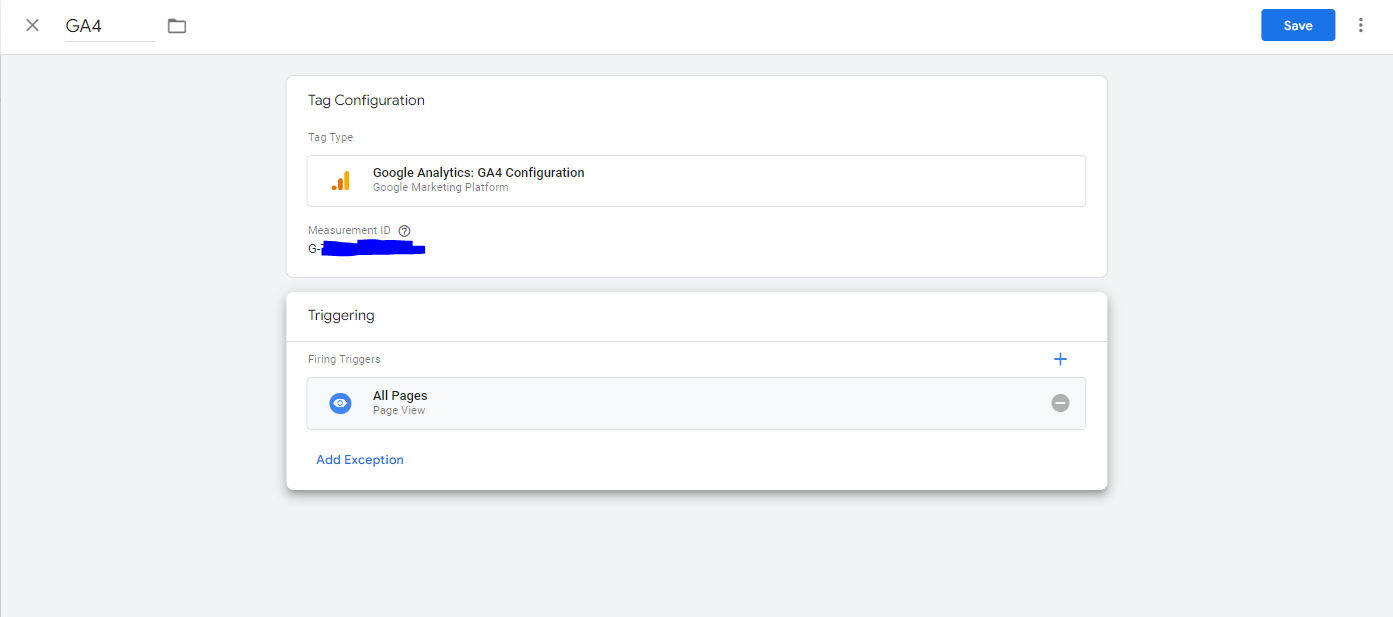 GA4
Save
Tag Configuration
Tag Type
Google Analytics: GA4 Configuration
Google Marketing Platform
Measurement ID
G-
Triggering
Firing Triggers
All Pages
Page View
Add Exception